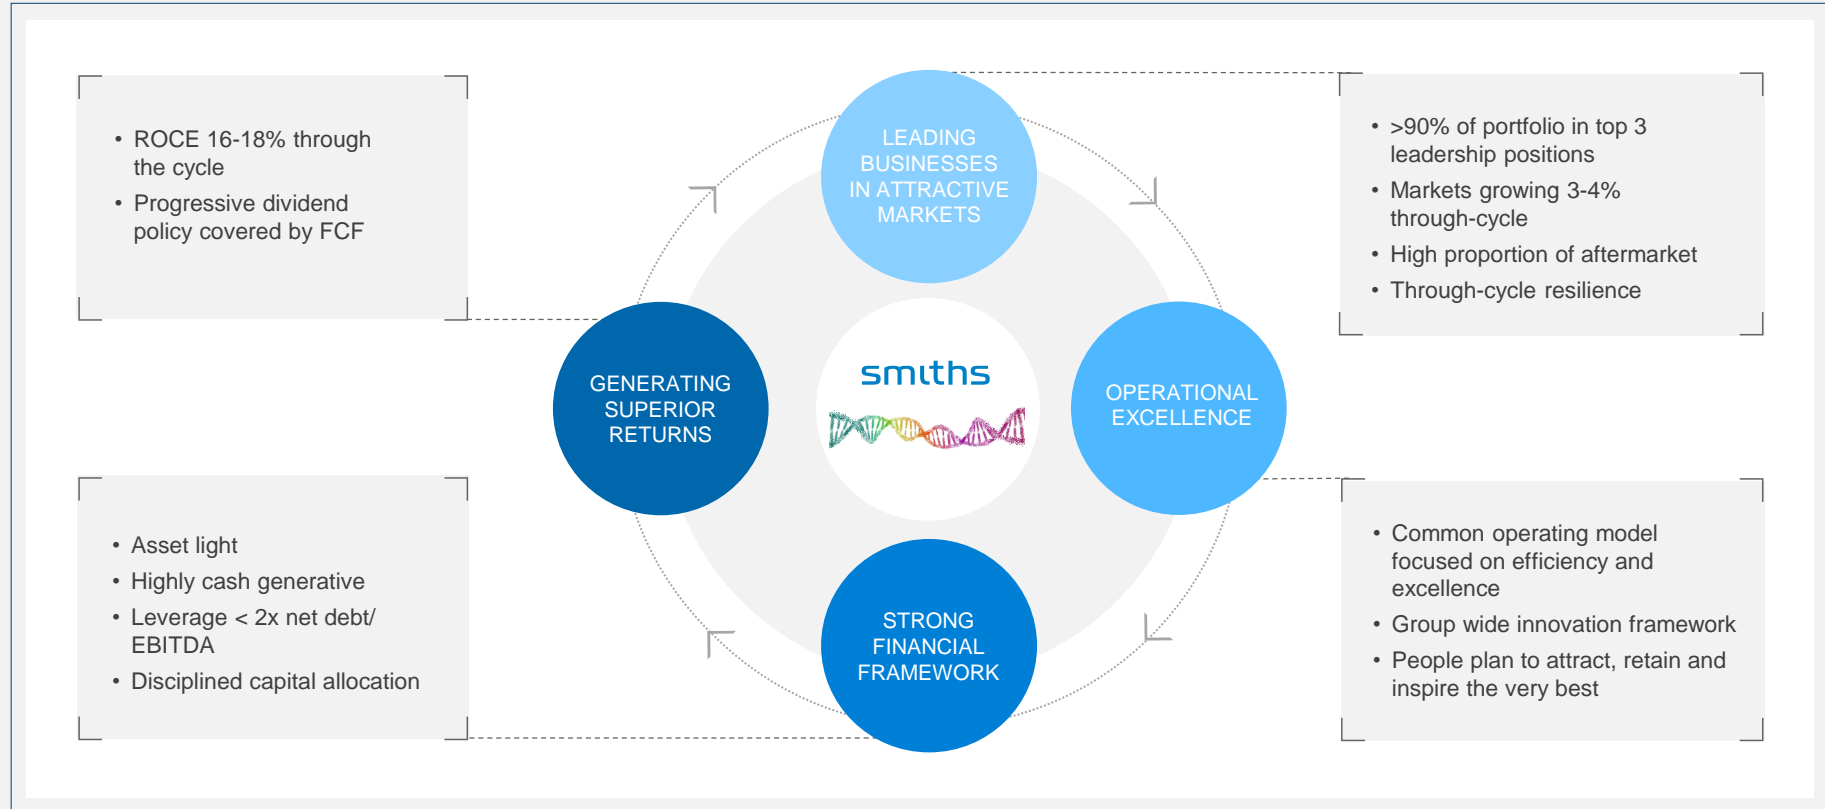 • ROCE 16-18% through
the cycle
• Progressive dividend
policy covered by FCF
LEADING
BUSINESSES
IN ATTRACTIVE
MARKETS
• >90% of portfolio in top 3
leadership positions
• Markets growing 3-4%
through-cycle
• High proportion of aftermarket
• Through-cycle resilience
GENERATING
SUPERIOR
RETURNS
smiths
OPERATIONAL
EXCELLENCE
• Asset light
• Highly cash generative
• Leverage < 2x net debt/
EBITDA
• Disciplined capital allocation
STRONG
FINANCIAL
FRAMEWORK
• Common operating model
focused on efficiency and
excellence
• Group wide innovation framework
• People plan to attract, retain and
inspire the very best